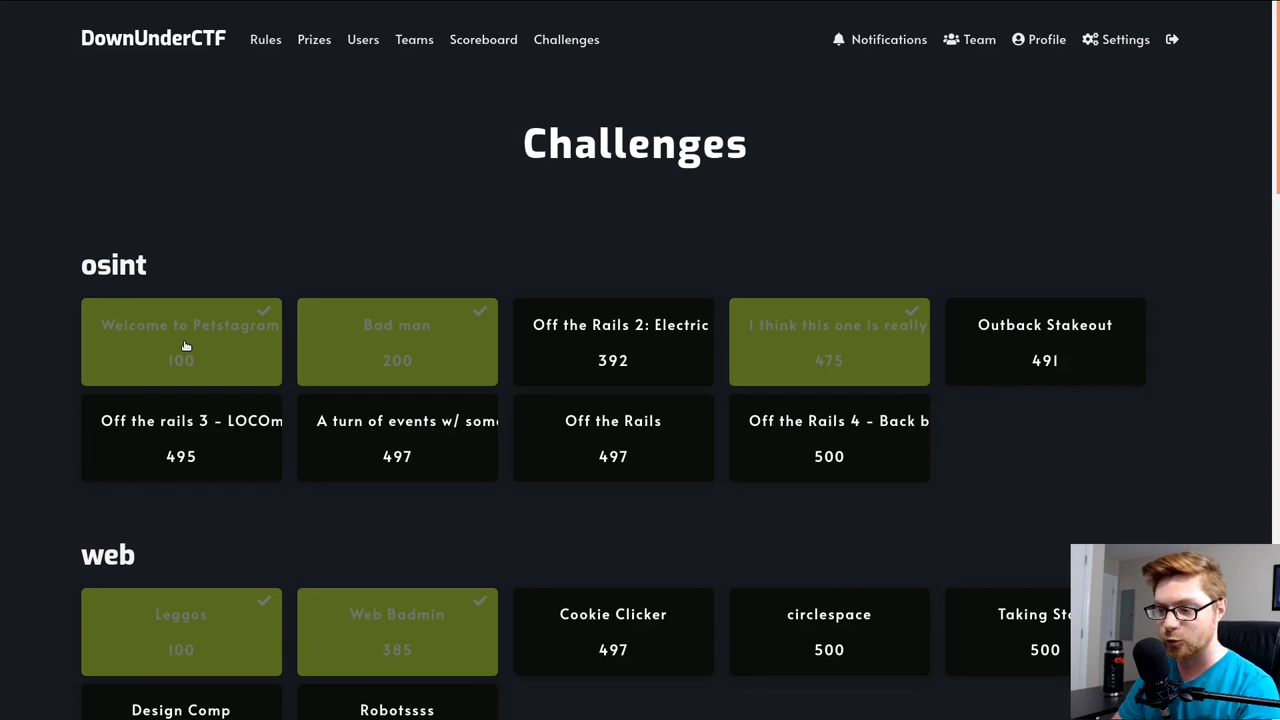 DownUnderCTF Rules Prizes Users Teams Scoreboard Challenges Notifications Team Profile Settings
Challenges
osint
Welcome to Petstagram
100
Bad man
200
Off the Rails 2: Electric
392
I think this one is really
475
Outback Stakeout
491
Off the rails 3 - LOCOm
495
A turn of events w/ som
497
Off the Rails
497
Off the Rails 4 - Back b
500
web
Leggos
100
Web Badmin
385
Cookie Clicker
497
circlespace
500
Taking
500
Design Comp
Robotssss